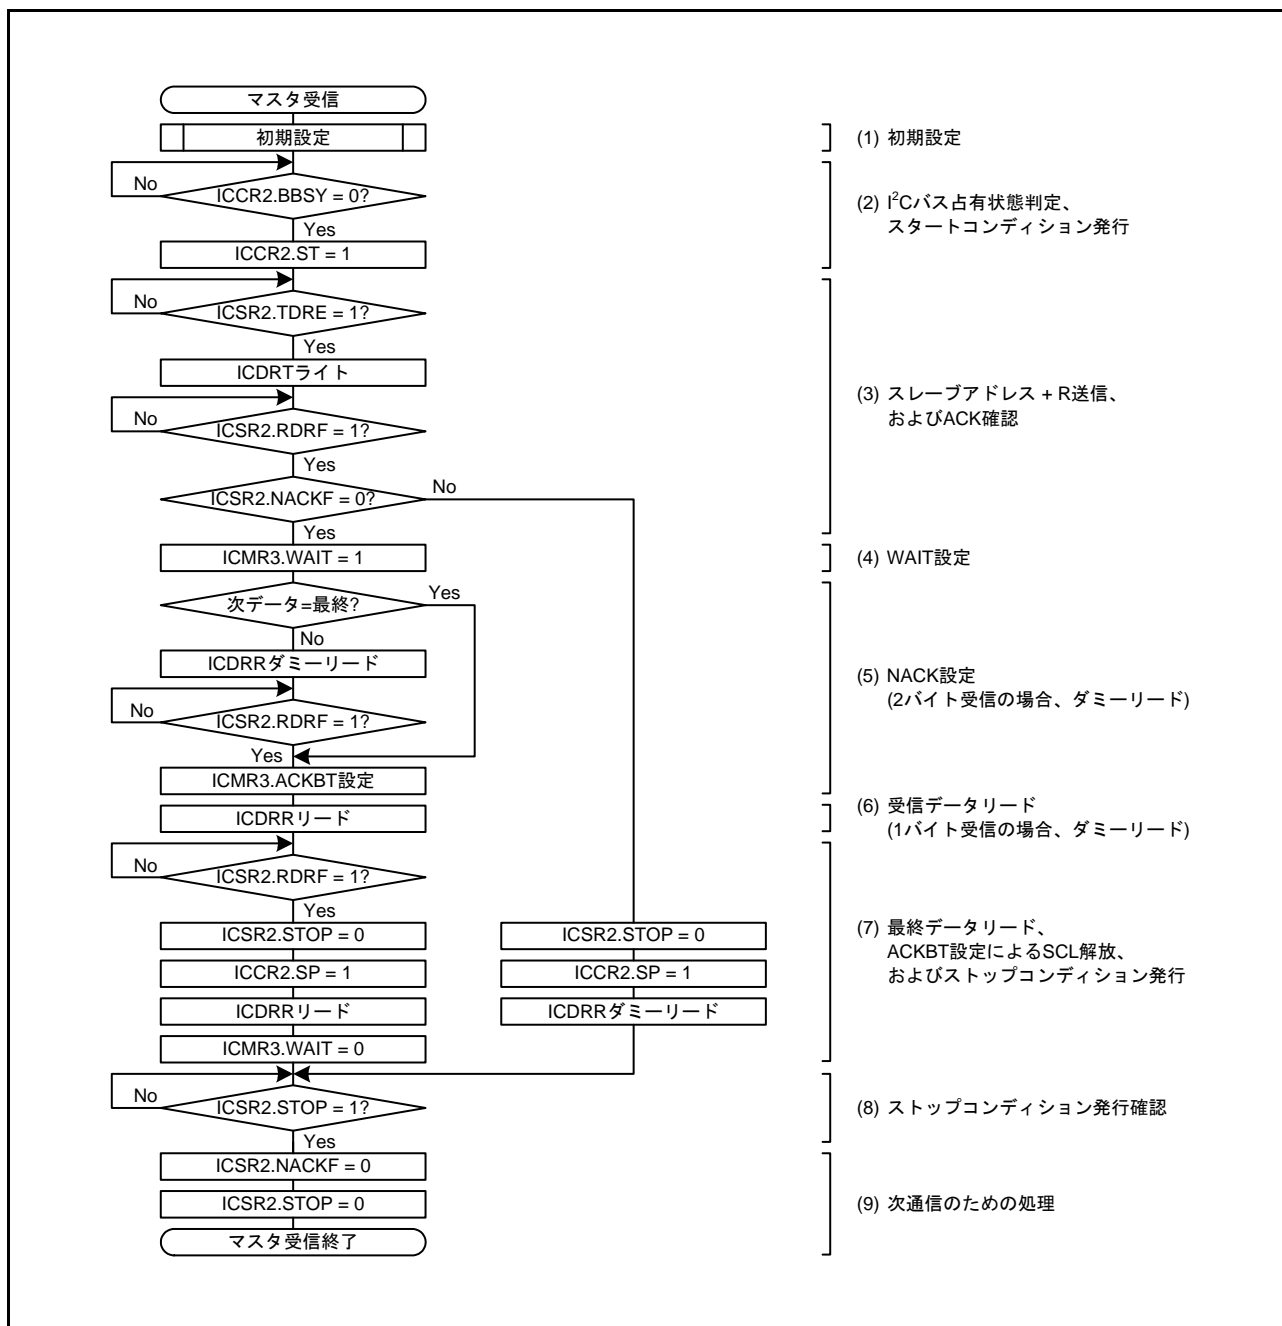 マスタ受信
初期設定
(1) 初期設定
No
ICCR2.BBSY = 0?
Yes
ICCR2.ST = 1
(2) I²Cバス占有状態判定、
スタートコンディション発行
No
ICSR2.TDRE = 1?
Yes
ICDRTライト
No
ICSR2.RDRF = 1?
Yes
ICSR2.NACKF = 0?
No
Yes
(3) スレーブアドレス + R送信、
およびACK確認
ICMR3.WAIT = 1
(4) WAIT設定
次データ=最終?
Yes
No
ICDRRダミーリード
No
ICSR2.RDRF = 1?
Yes
ICMR3.ACKBT設定
(5) NACK設定
(2バイト受信の場合、ダミーリード)
ICDRRリード
(6) 受信データリード
(1バイト受信の場合、ダミーリード)
No
ICSR2.RDRF = 1?
Yes
ICSR2.STOP = 0
ICCR2.SP = 1
ICDRRリード
ICMR3.WAIT = 0
ICSR2.STOP = 0
ICCR2.SP = 1
ICDRRダミーリード
(7) 最終データリード、
ACKBT設定によるSCL解放、
およびストップコンディション発行
No
ICSR2.STOP = 1?
Yes
(8) ストップコンディション発行確認
ICSR2.NACKF = 0
ICSR2.STOP = 0
マスタ受信終了
(9) 次通信のための処理